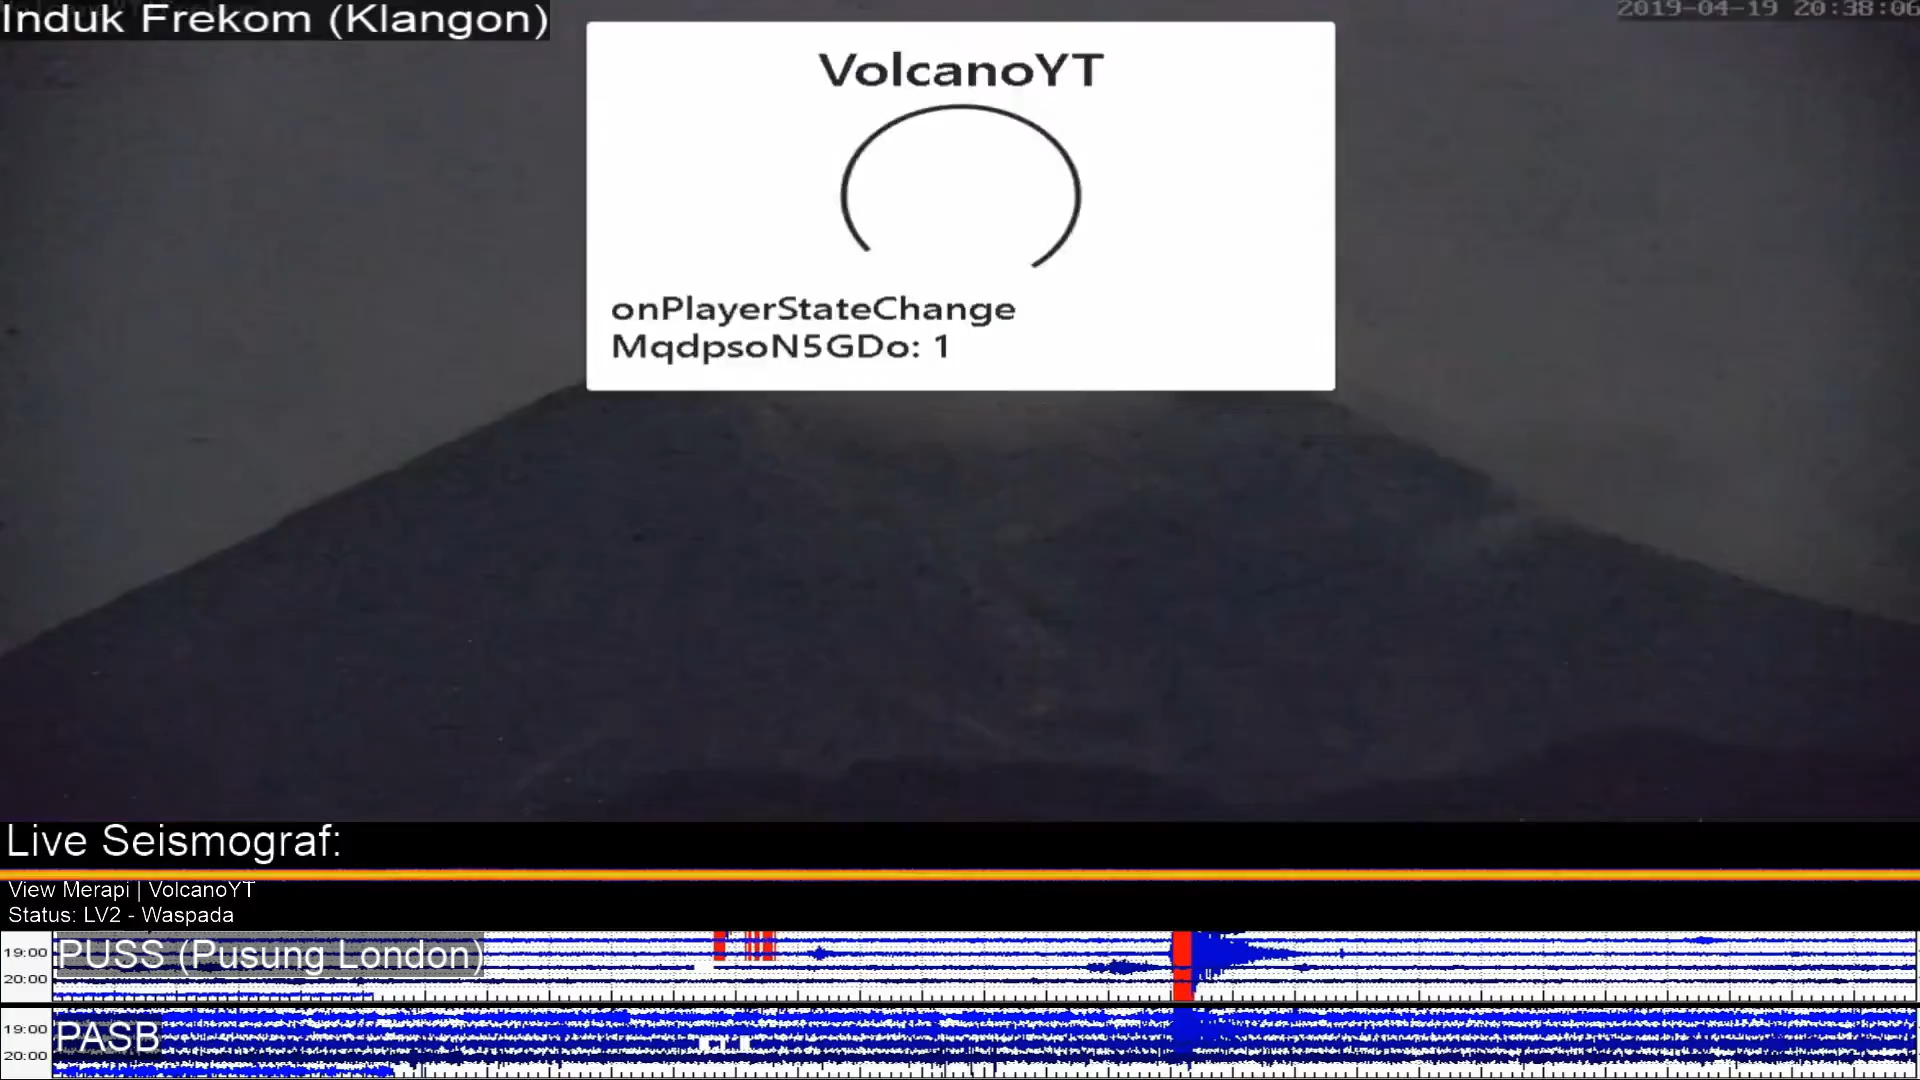 Induk Frekom (Klangon)
2019-04-19 20:38:06
VolcanoYT
onPlayerStateChange
MqdpsoN5GDo: 1
Live Seismograf:
View Merapi | VolcanoYT
Status: LV2 - Waspada
19:00
PUSS (Pusung London)
20:00
19:00
PASB
20:00